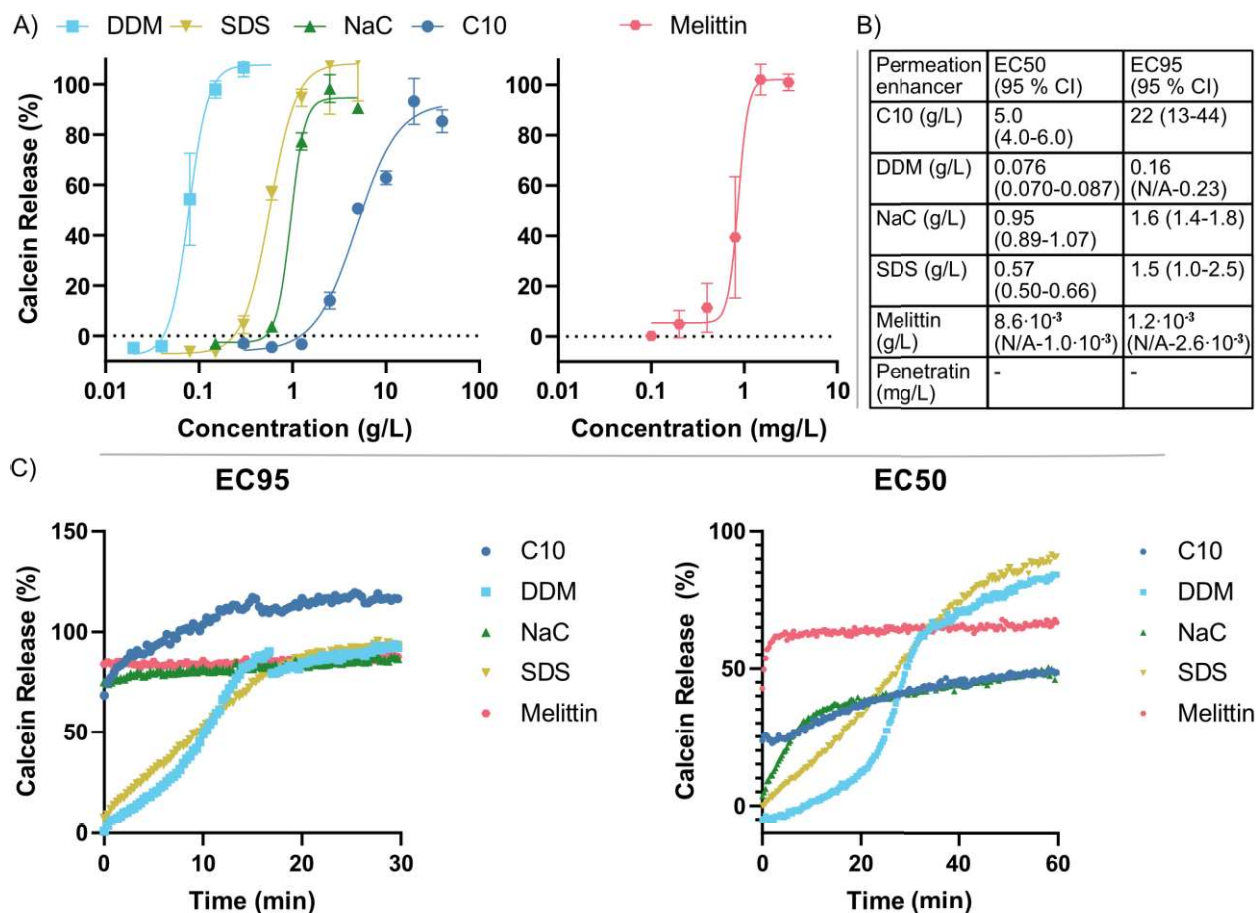 A) DDM SDS NaC C10 Melittin
Calcein Release (%)
100
80
60
40
20
0
0.01 0.1 1 10 100
Concentration (g/L)
100
80
60
40
20
0
0.01 0.1 1 10
Concentration (mg/L)
B)
Permeation enhancer EC50 (95 % CI) EC95 (95 % CI)
C10 (g/L) 5.0 (4.0-6.0) 22 (13-44)
DDM (g/L) 0.076 (0.070-0.087) 0.16 (N/A-0.23)
NaC (g/L) 0.95 (0.89-1.07) 1.6 (1.4-1.8)
SDS (g/L) 0.57 (0.50-0.66) 1.5 (1.0-2.5)
Melittin (g/L) 8.6·10⁻³ (N/A-1.0·10⁻³) 1.2·10⁻³ (N/A-2.6·10⁻³)
Penetratin (mg/L) - -
C)
EC95
Calcein Release (%)
150
100
50
0
0 10 20 30
Time (min)
C10
DDM
NaC
SDS
Melittin
EC50
Calcein Release (%)
100
50
0
0 20 40 60
Time (min)
C10
DDM
NaC
SDS
Melittin